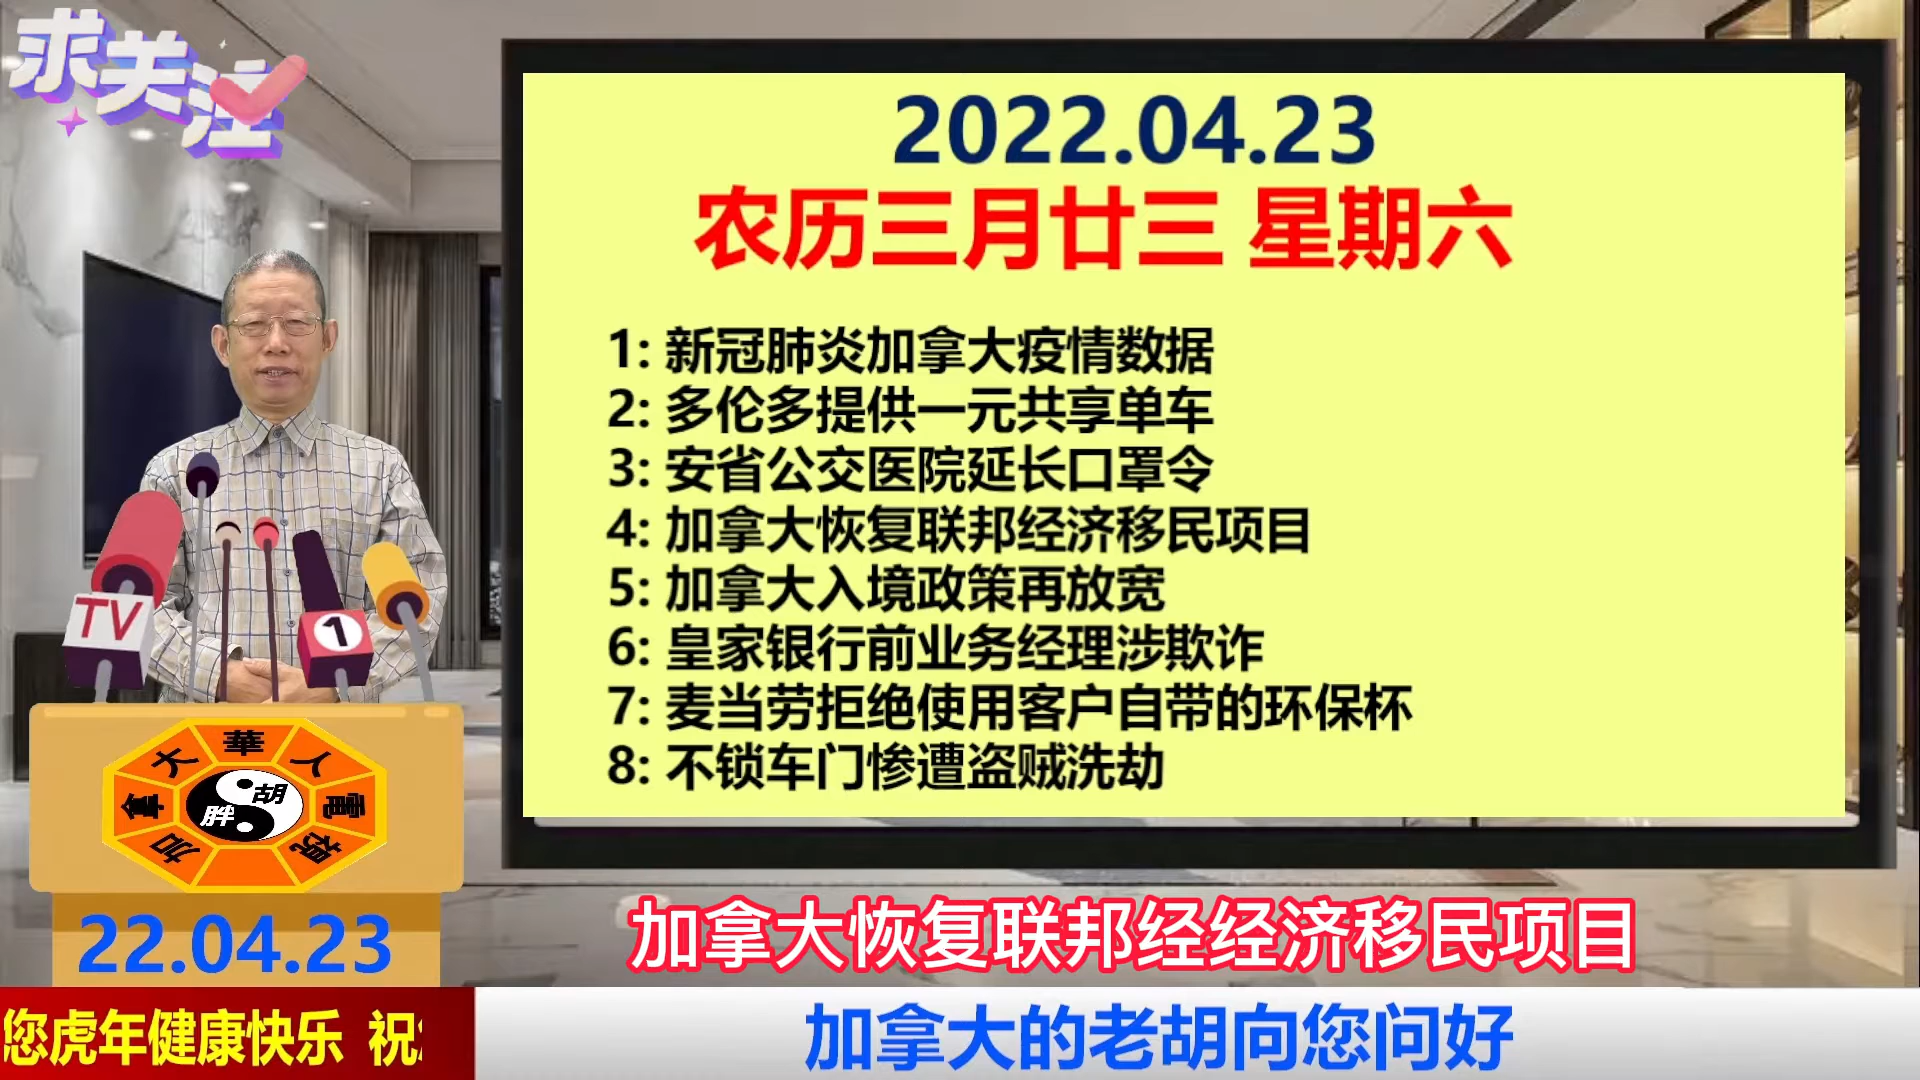 求关注
2022.04.23
农历三月廿三 星期六
1: 新冠肺炎加拿大疫情数据
2: 多伦多提供一元共享单车
3: 安省公交医院延长口罩令
4: 加拿大恢复联邦经济移民项目
5: 加拿大入境政策再放宽
6: 皇家银行前业务经理涉欺诈
7: 麦当劳拒绝使用客户自带的环保杯
8: 不锁车门惨遭盗贼洗劫
TV
1
加拿大華人電視
胡
胖
22.04.23
加拿大恢复联邦经经济移民项目
您虎年健康快乐 祝
加拿大的老胡向您问好